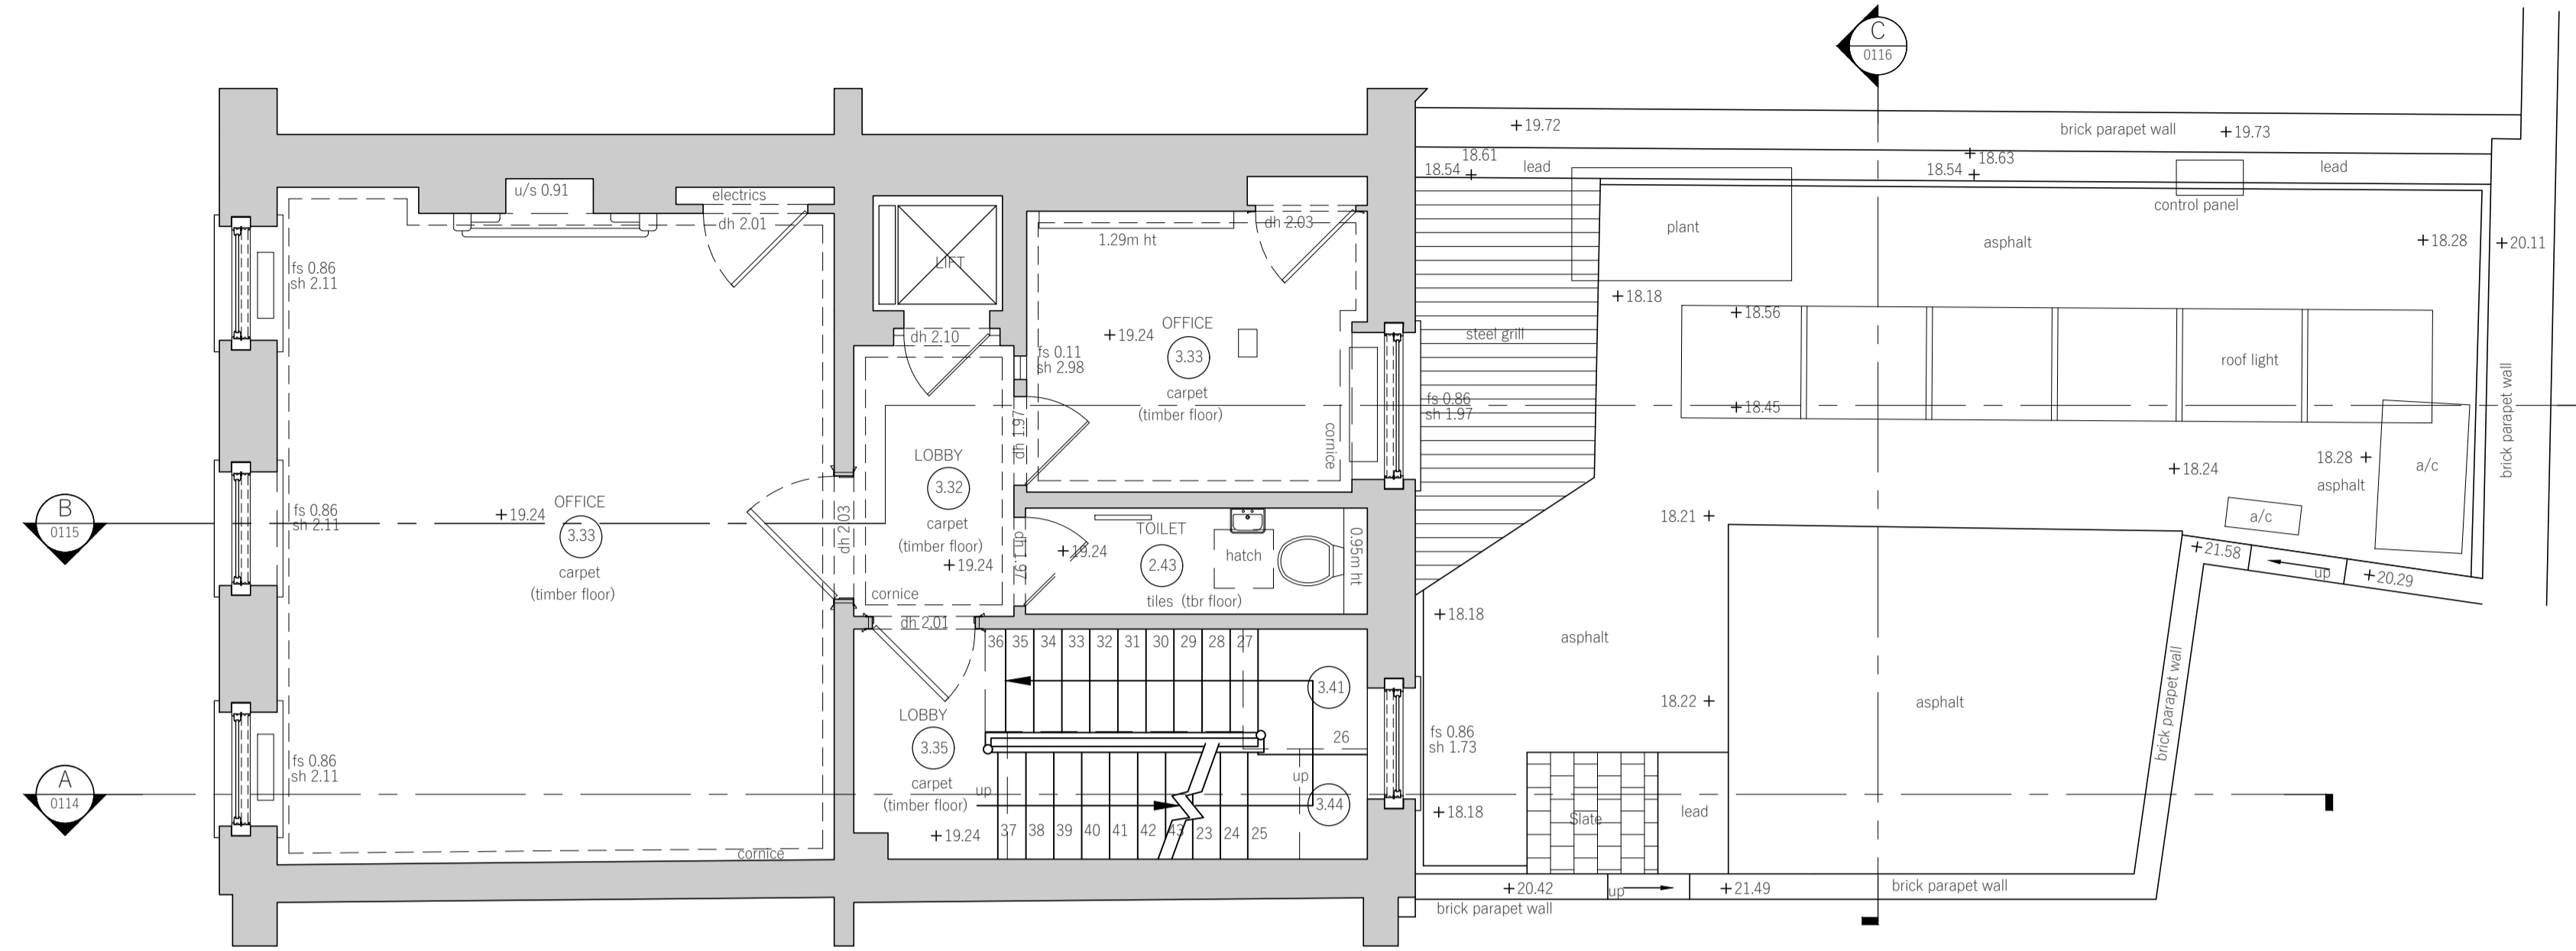 C
0116
19.72
brick parapet wall
19.73
18.61
18.54
lead
18.63
18.54
lead
control panel
u/s 0.91
electrics
dh 2.01
dh 2.03
1.29m ht
plant
asphalt
18.28
20.11
fs 0.86
sh 2.11
LIFT
dh 2.10
OFFICE
19.24
3.33
carpet
(timber floor)
fs 0.11
sh 2.98
dh 1.97
cornice
fs 0.86
sh 1.97
steel grill
18.18
18.56
18.45
roof light
brick parapet wall
a/c
18.28
asphalt
18.24
a/c
18.21
21.58
up
20.29
B
0115
fs 0.86
sh 2.11
19.24
OFFICE
3.33
carpet
(timber floor)
dh 2.03
LOBBY
3.32
carpet
(timber floor)
19.24
cornice
dh 2.01
up
1.97
19.24
TOILET
2.43
hatch
tiles (tbr floor)
0.95m ht
18.18
asphalt
18.22
asphalt
brick parapet wall
36 35 34 33 32 31 30 29 28 27
3.41
26
up
3.44
LOBBY
3.35
carpet
(timber floor)
up
19.24
37 38 39 40 41 42 43 23 24 25
fs 0.86
sh 1.73
18.18
Slate
lead
A
0114
fs 0.86
sh 2.11
cornice
20.42
up
21.49
brick parapet wall
brick parapet wall